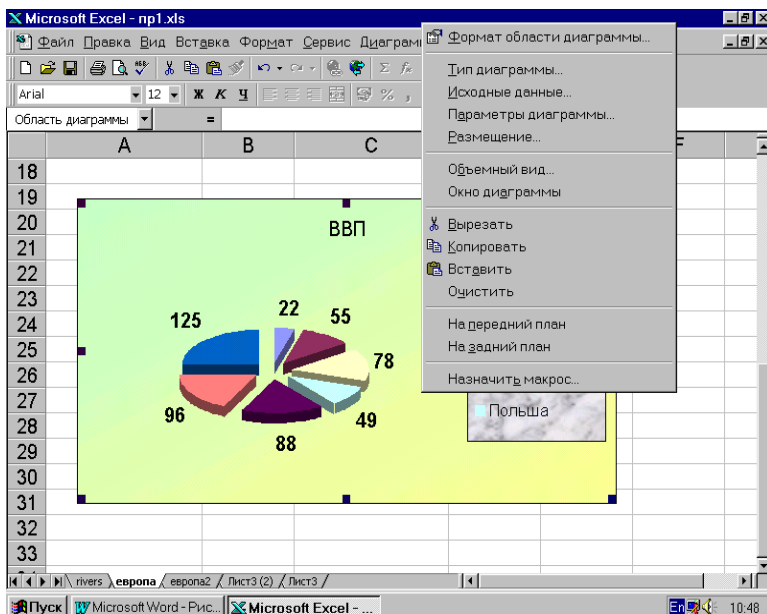 Microsoft Excel - пр1.xls
Файл Правка Вид Вставка Формат Сервис Диаграм
Arial 12 Ж К Ч % ,
Область диаграммы =
A B C F
18
19
20
21
22
23
24
25
26
27
28
29
30
31
32
33
ВВП
22
55
125
78
96
49
88
Польша
Формат области диаграммы...
Тип диаграммы...
Исходные данные...
Параметры диаграммы...
Размещение...
Объемный вид...
Окно диаграммы
Вырезать
Копировать
Вставить
Очистить
На передний план
На задний план
Назначить макрос...
rivers европа европа2 Лист3 (2) Лист3
Пуск Microsoft Word - Рис... Microsoft Excel - ... En 10:48